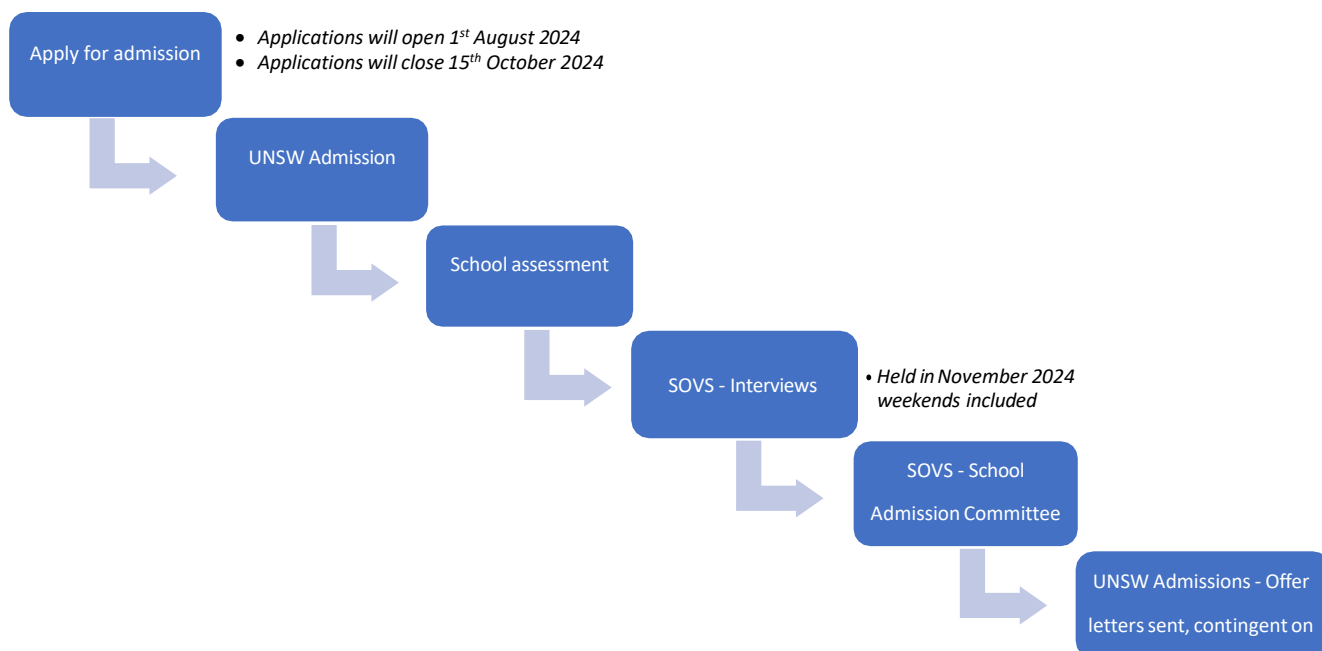 Apply for admission
• Applications will open 1st August 2024
• Applications will close 15th October 2024
UNSW Admission
School assessment
SOVS - Interviews
• Held in November 2024
weekends included
SOVS - School
Admission Committee
UNSW Admissions - Offer
letters sent, contingent on